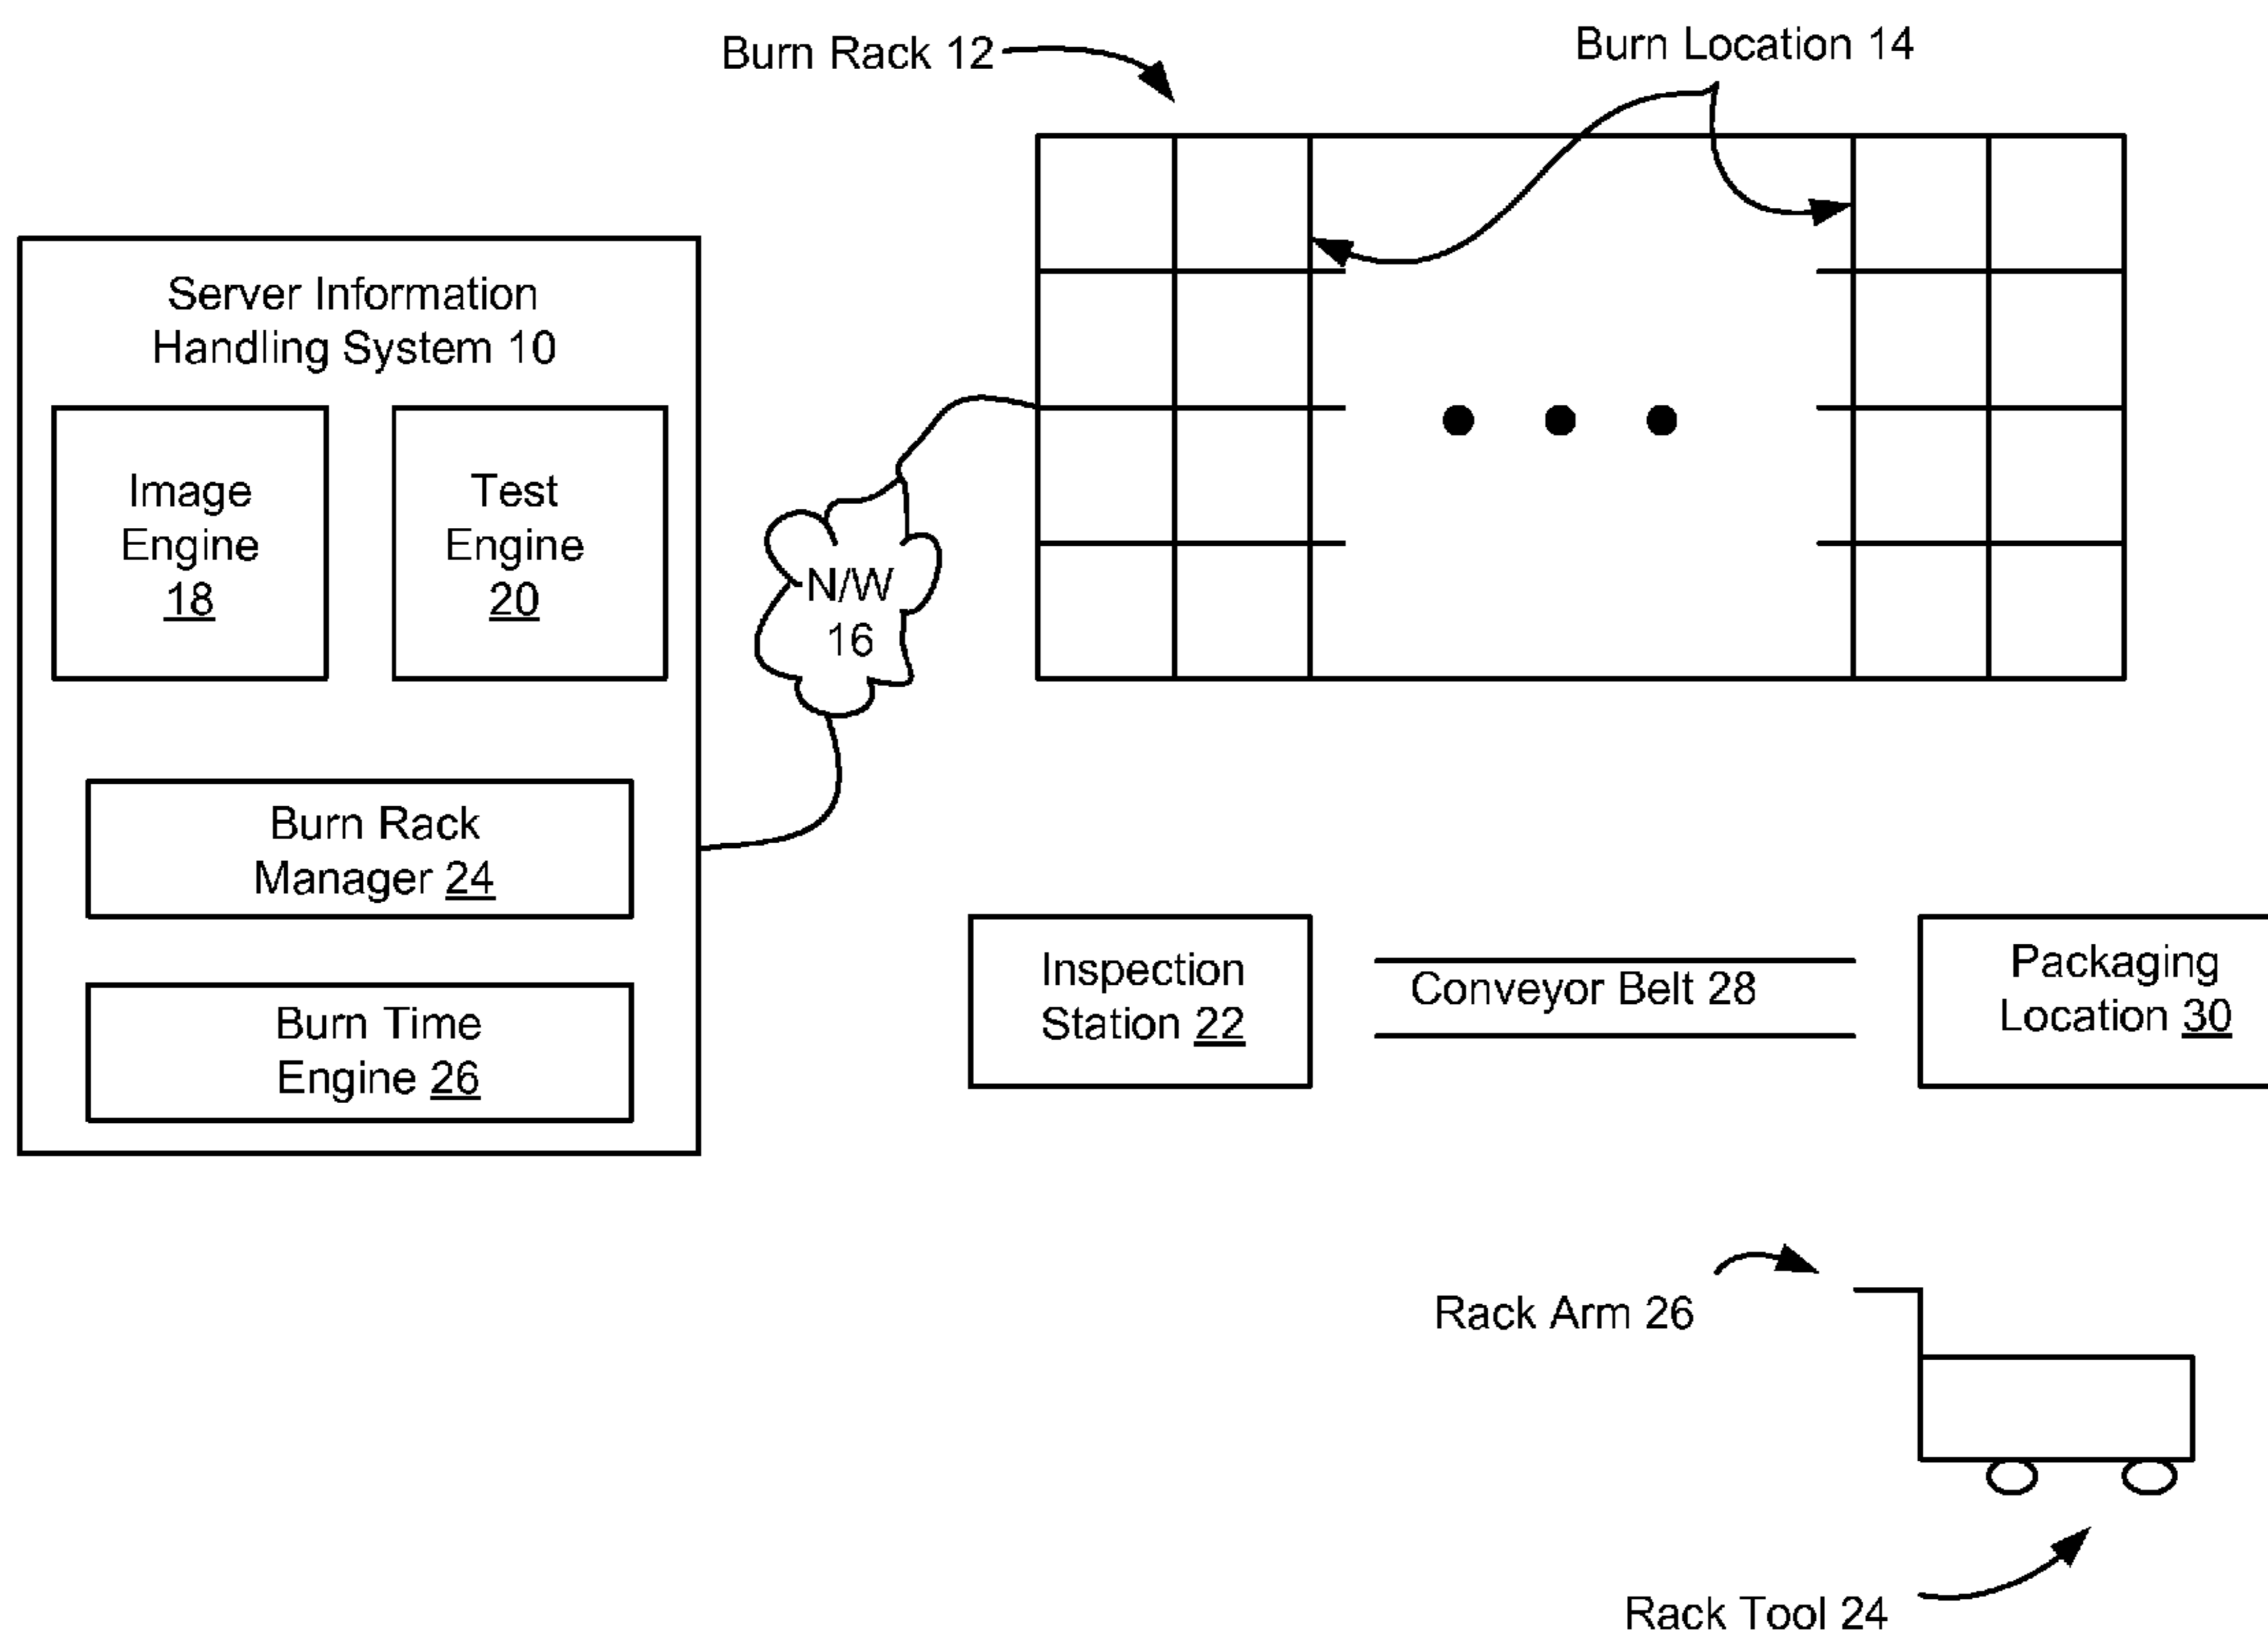 Burn Rack 12
Burn Location 14
Server Information
Handling System 10
Image
Engine
18
Test
Engine
20
N/W
16
Burn Rack
Manager 24
Burn Time
Engine 26
Inspection
Station 22
Conveyor Belt 28
Packaging
Location 30
Rack Arm 26
Rack Tool 24